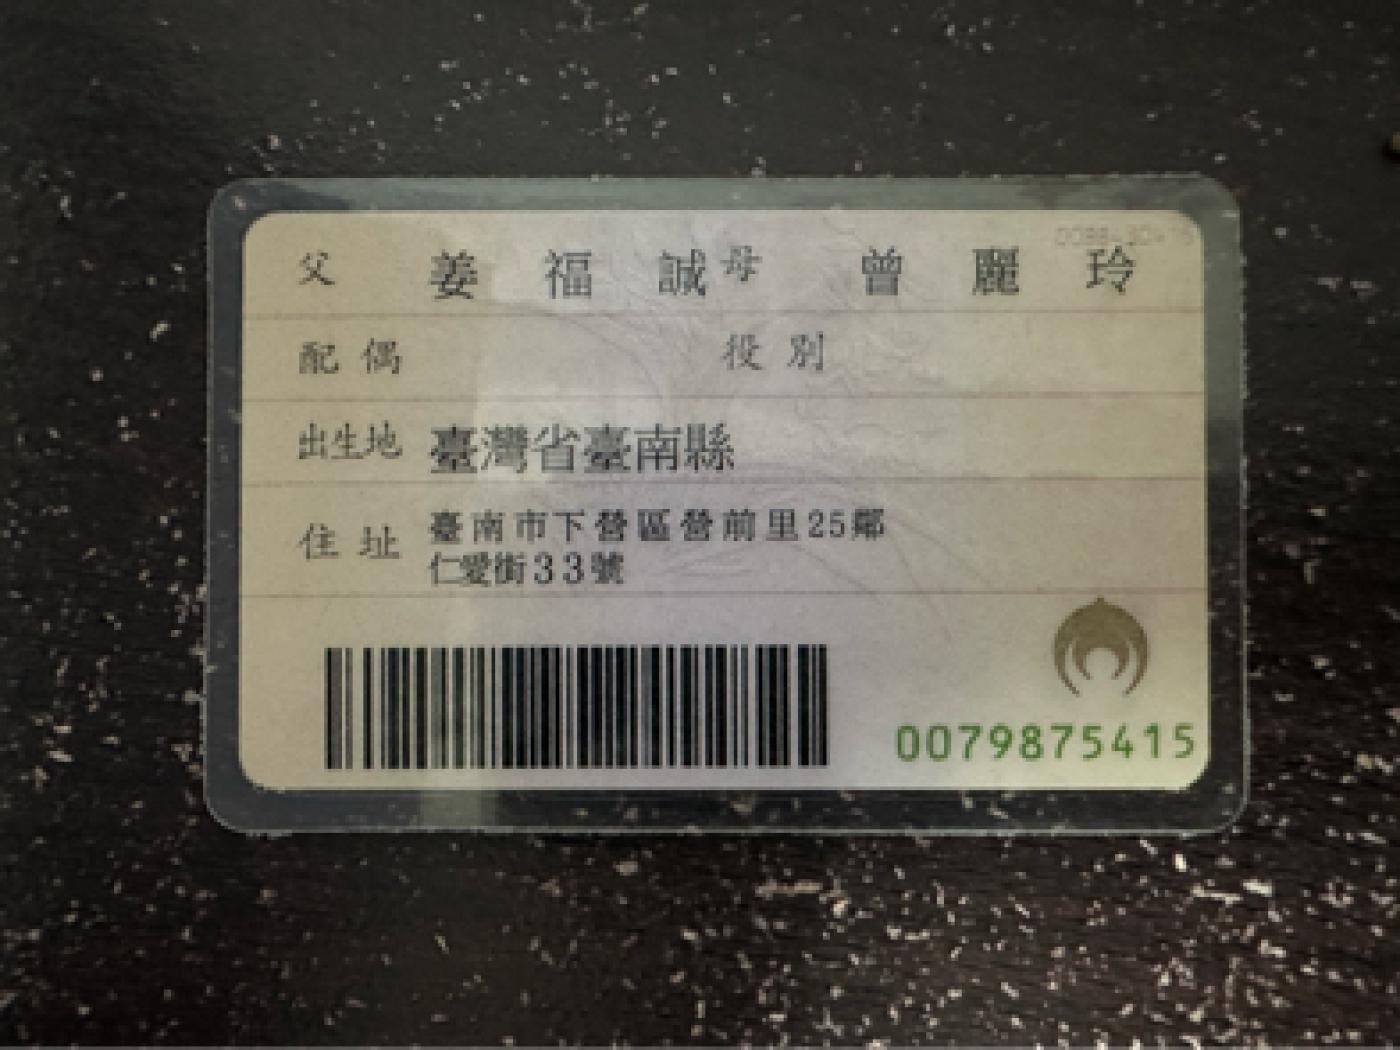 父 姜福誠 母 曾麗玲
配偶 役別
出生地 臺灣省臺南縣
住址 臺南市下營區營前里25鄰
仁愛街33號
0079875415